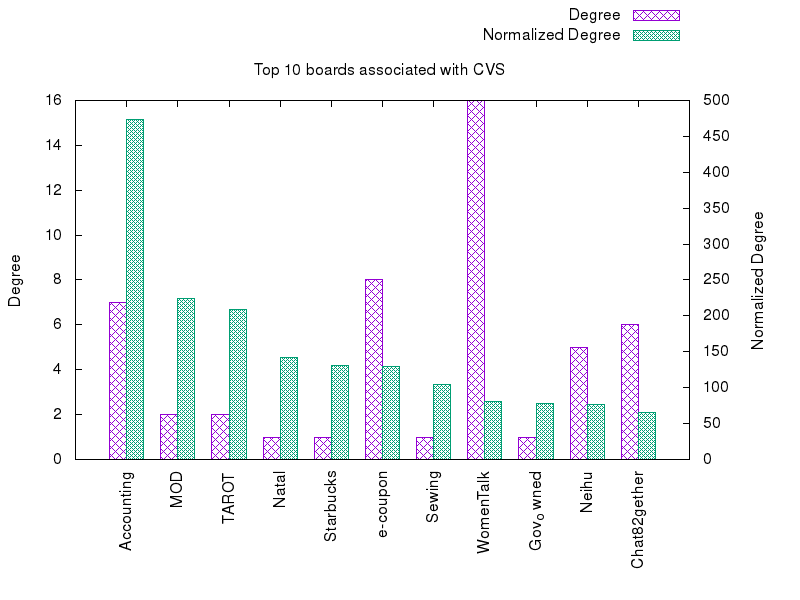 Degree
Normalized Degree
Top 10 boards associated with CVS
16
14
12
10
8
6
4
2
0
500
450
400
350
300
250
200
150
100
50
0
Degree
Normalized Degree
Accounting
MOD
TAROT
Natal
Starbucks
e-coupon
Sewing
WomenTalk
Govₒwned
Neihu
Chat82gether